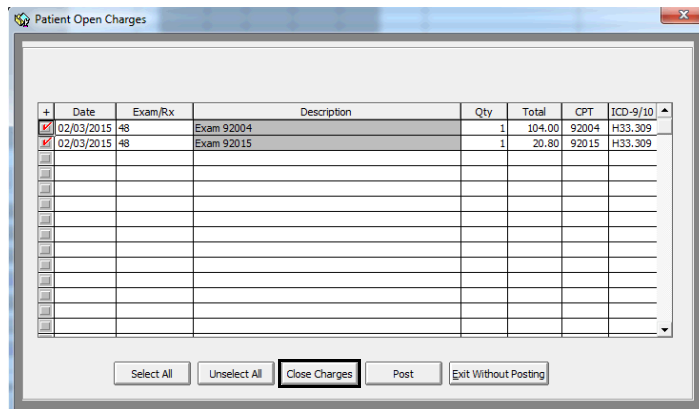 Patient Open Charges
+ Date Exam/Rx Description Qty Total CPT ICD-9/10
02/03/2015 48 Exam 92004 1 104.00 92004 H33.309
02/03/2015 48 Exam 92015 1 20.80 92015 H33.309
Select All Unselect All Close Charges Post Exit Without Posting